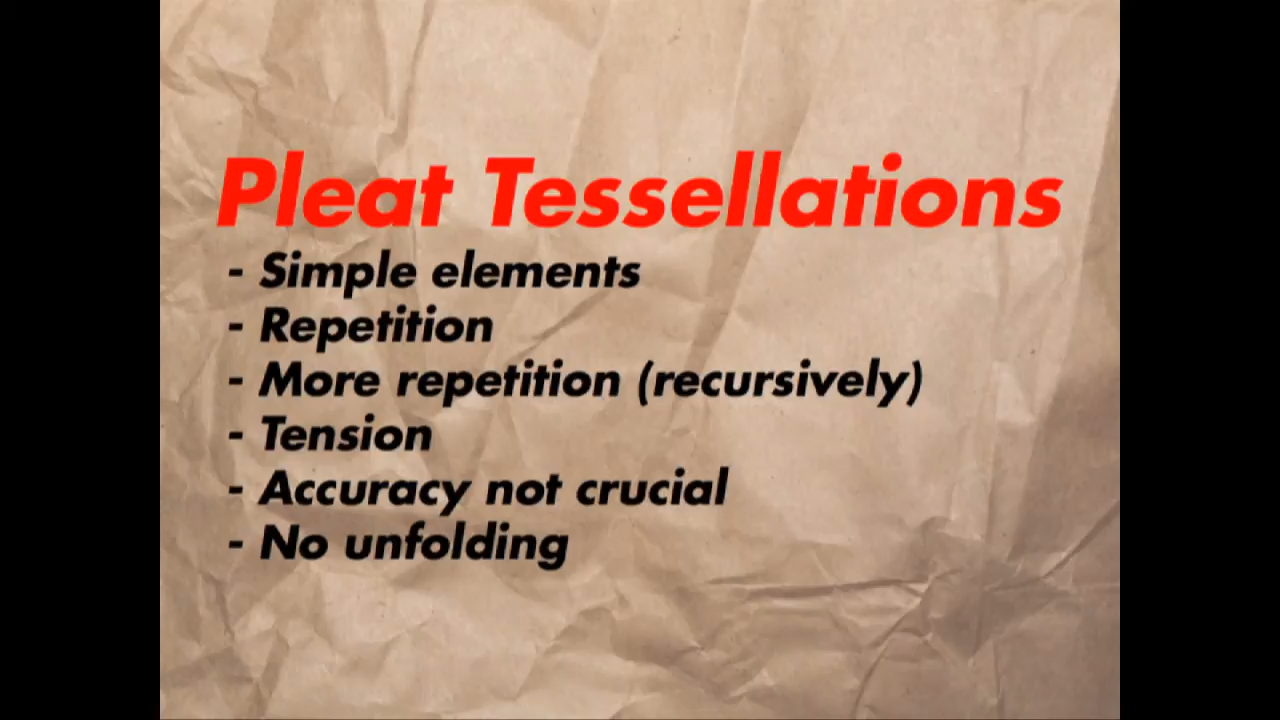 Pleat Tessellations
- Simple elements
- Repetition
- More repetition (recursively)
- Tension
- Accuracy not crucial
- No unfolding